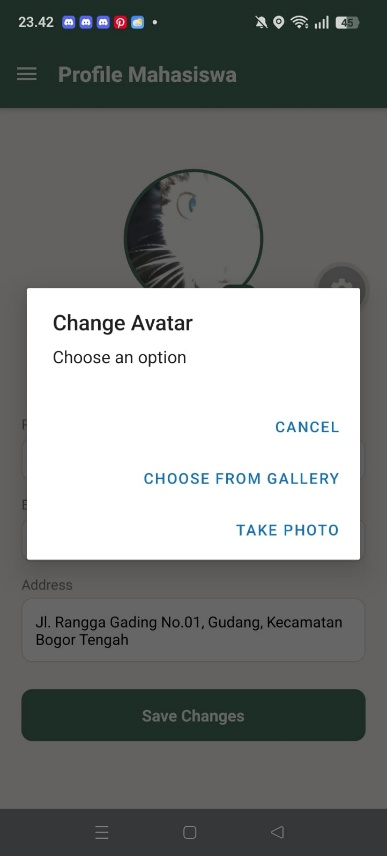 23.42
45
Profile Mahasiswa
Change Avatar
Choose an option
CANCEL
CHOOSE FROM GALLERY
TAKE PHOTO
Address
Jl. Rangga Gading No.01, Gudang, Kecamatan
Bogor Tengah
Save Changes